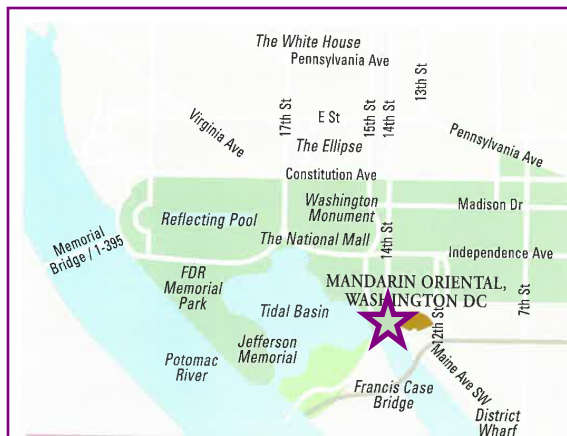 The White House
Pennsylvania Ave
13th St
17th St
E St
15th St
14th St
Virginia Ave
The Ellipse
Pennsylvania Ave
Constitution Ave
Washington
Monument
Madison Dr
Reflecting Pool
The National Mall
14th St
Independence Ave
Memorial
Bridge / 1-395
FDR
Memorial
Park
MANDARIN ORIENTAL,
WASHINGTON DC
7th St
Tidal Basin
12th St
Jefferson
Memorial
Maine Ave SW
Potomac
River
Francis Case
Bridge
District
Wharf